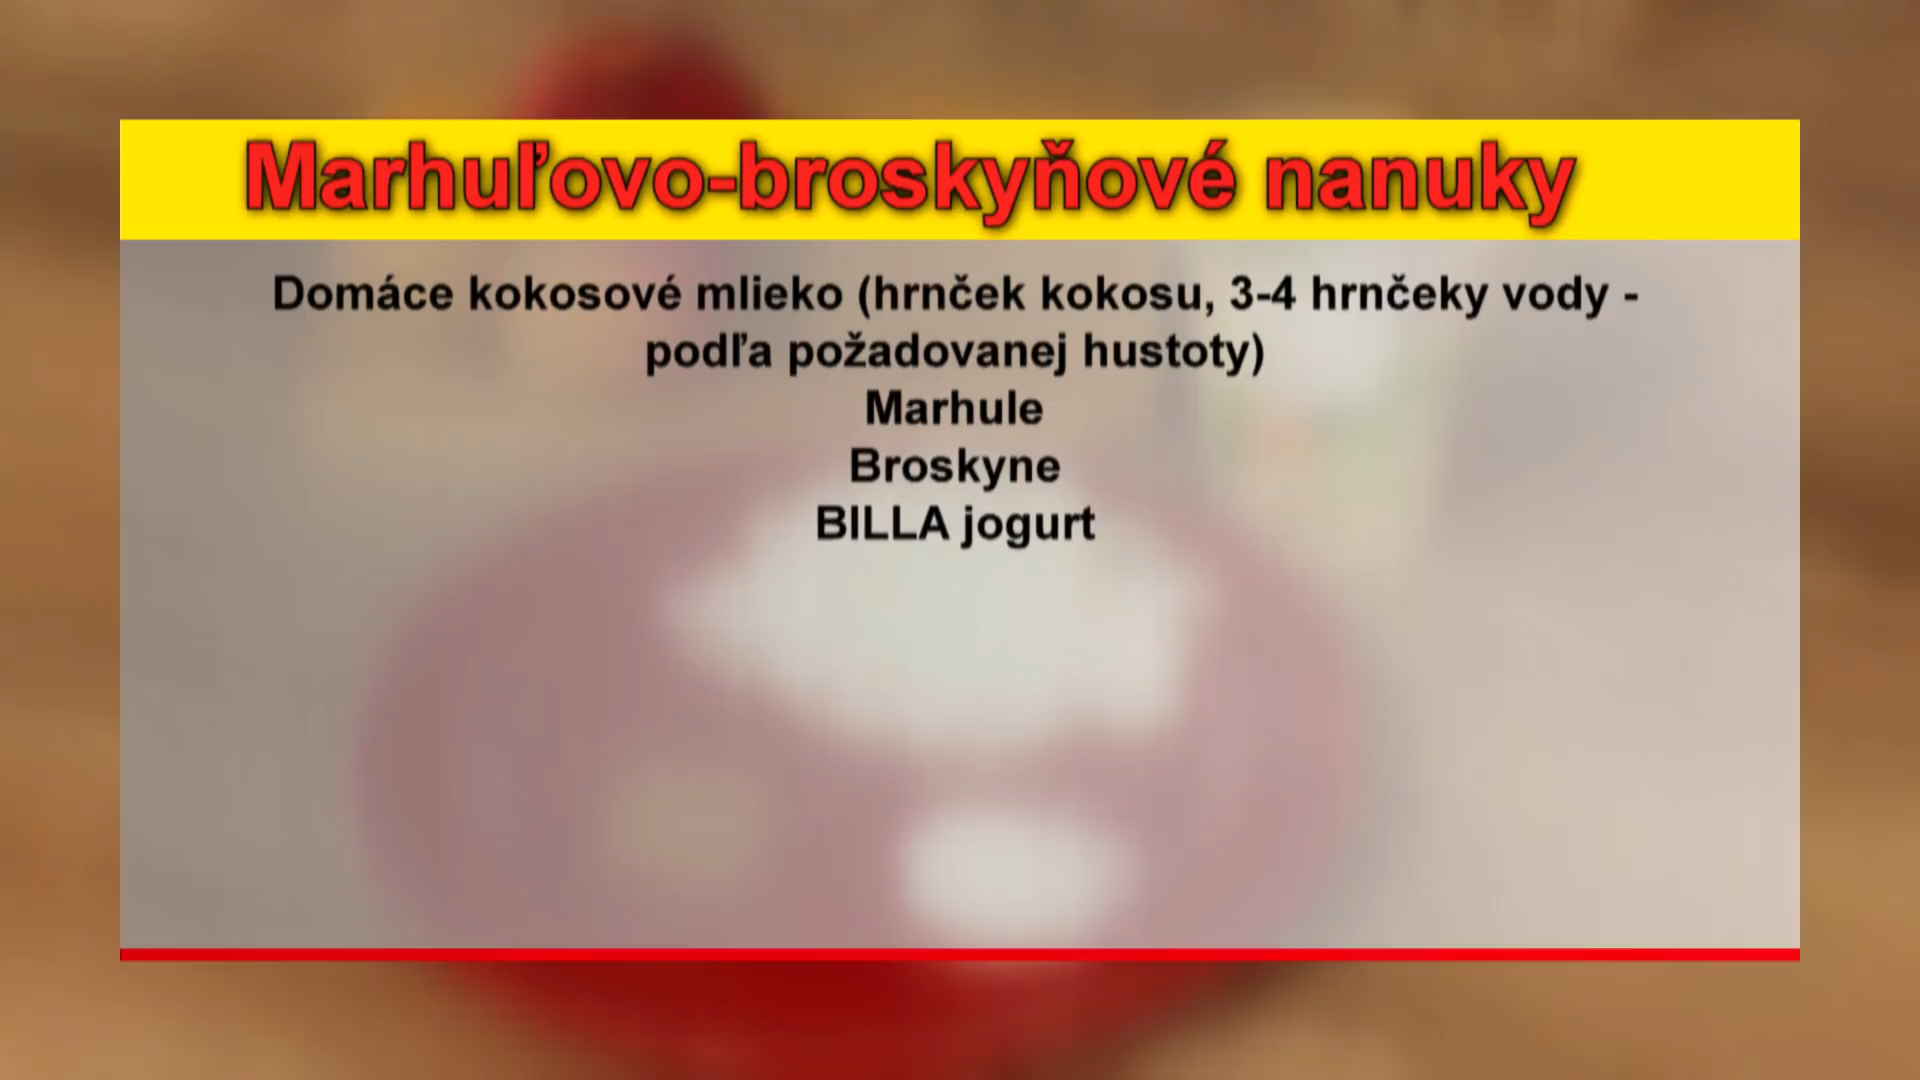 Marhuľovo-broskyňové nanuky
Domáce kokosové mlieko (hrnček kokosu, 3-4 hrnčeky vody -
podľa požadovanej hustoty)
Marhule
Broskyne
BILLA jogurt